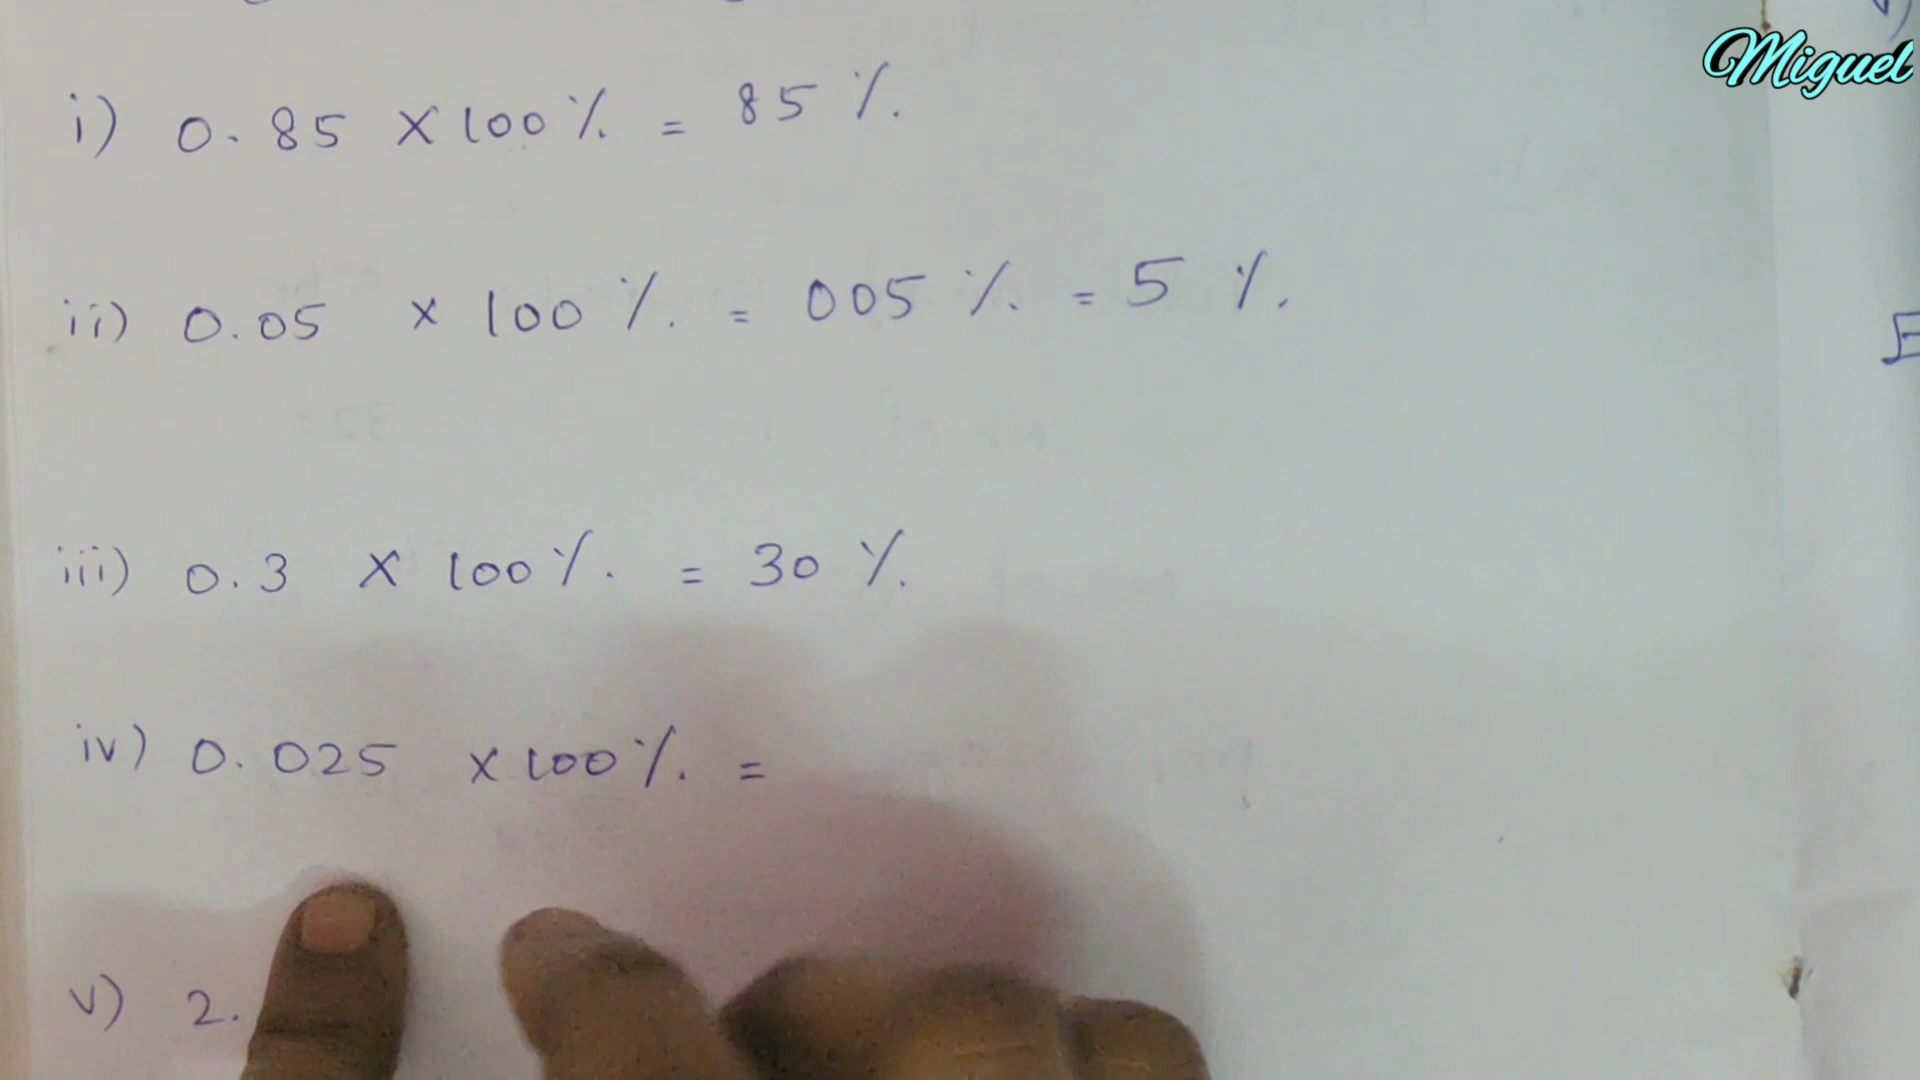 Miguel
i) 0.85 × 100 % = 85 %
ii) 0.05 × 100 % = 005 % = 5 %
iii) 0.3 × 100 % = 30 %
iv) 0.025 × 100 % =
v) 2.